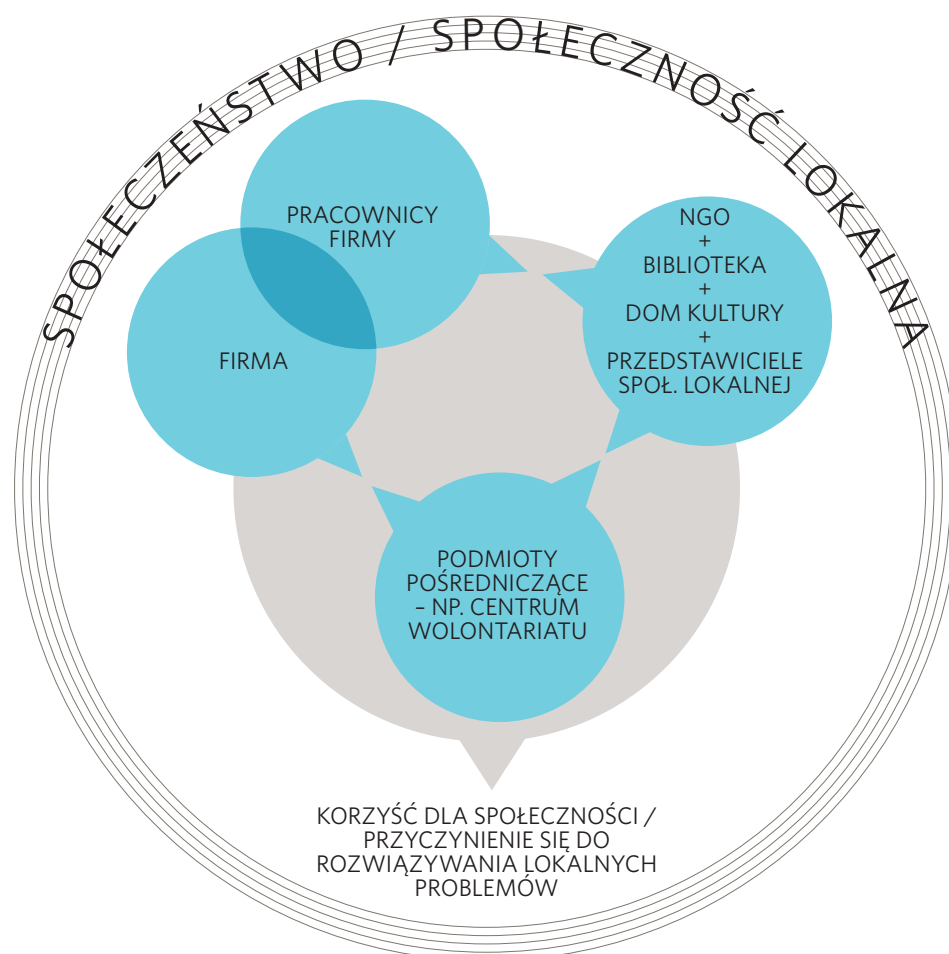 SPOŁECZEŃSTWO / SPOŁECZNOŚĆ LOKALNA
PRACOWNICY
FIRMY
FIRMA
NGO
+
BIBLIOTEKA
+
DOM KULTURY
+
PRZEDSTAWICIELE
SPOŁ. LOKALNEJ
PODMIOTY
POŚREDNICZĄCE
– NP. CENTRUM
WOLONTARIATU
KORZYŚĆ DLA SPOŁECZNOŚCI /
PRZYCZYNIENIE SIĘ DO
ROZWIĄZYWANIA LOKALNYCH
PROBLEMÓW